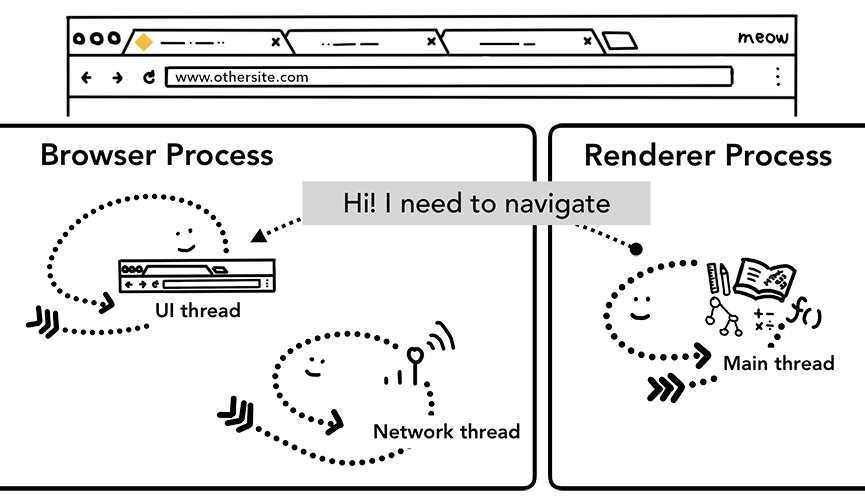 meow
www.othersite.com
Browser Process
Renderer Process
Hi! I need to navigate
UI thread
f()
+-
x÷
Main thread
Network thread